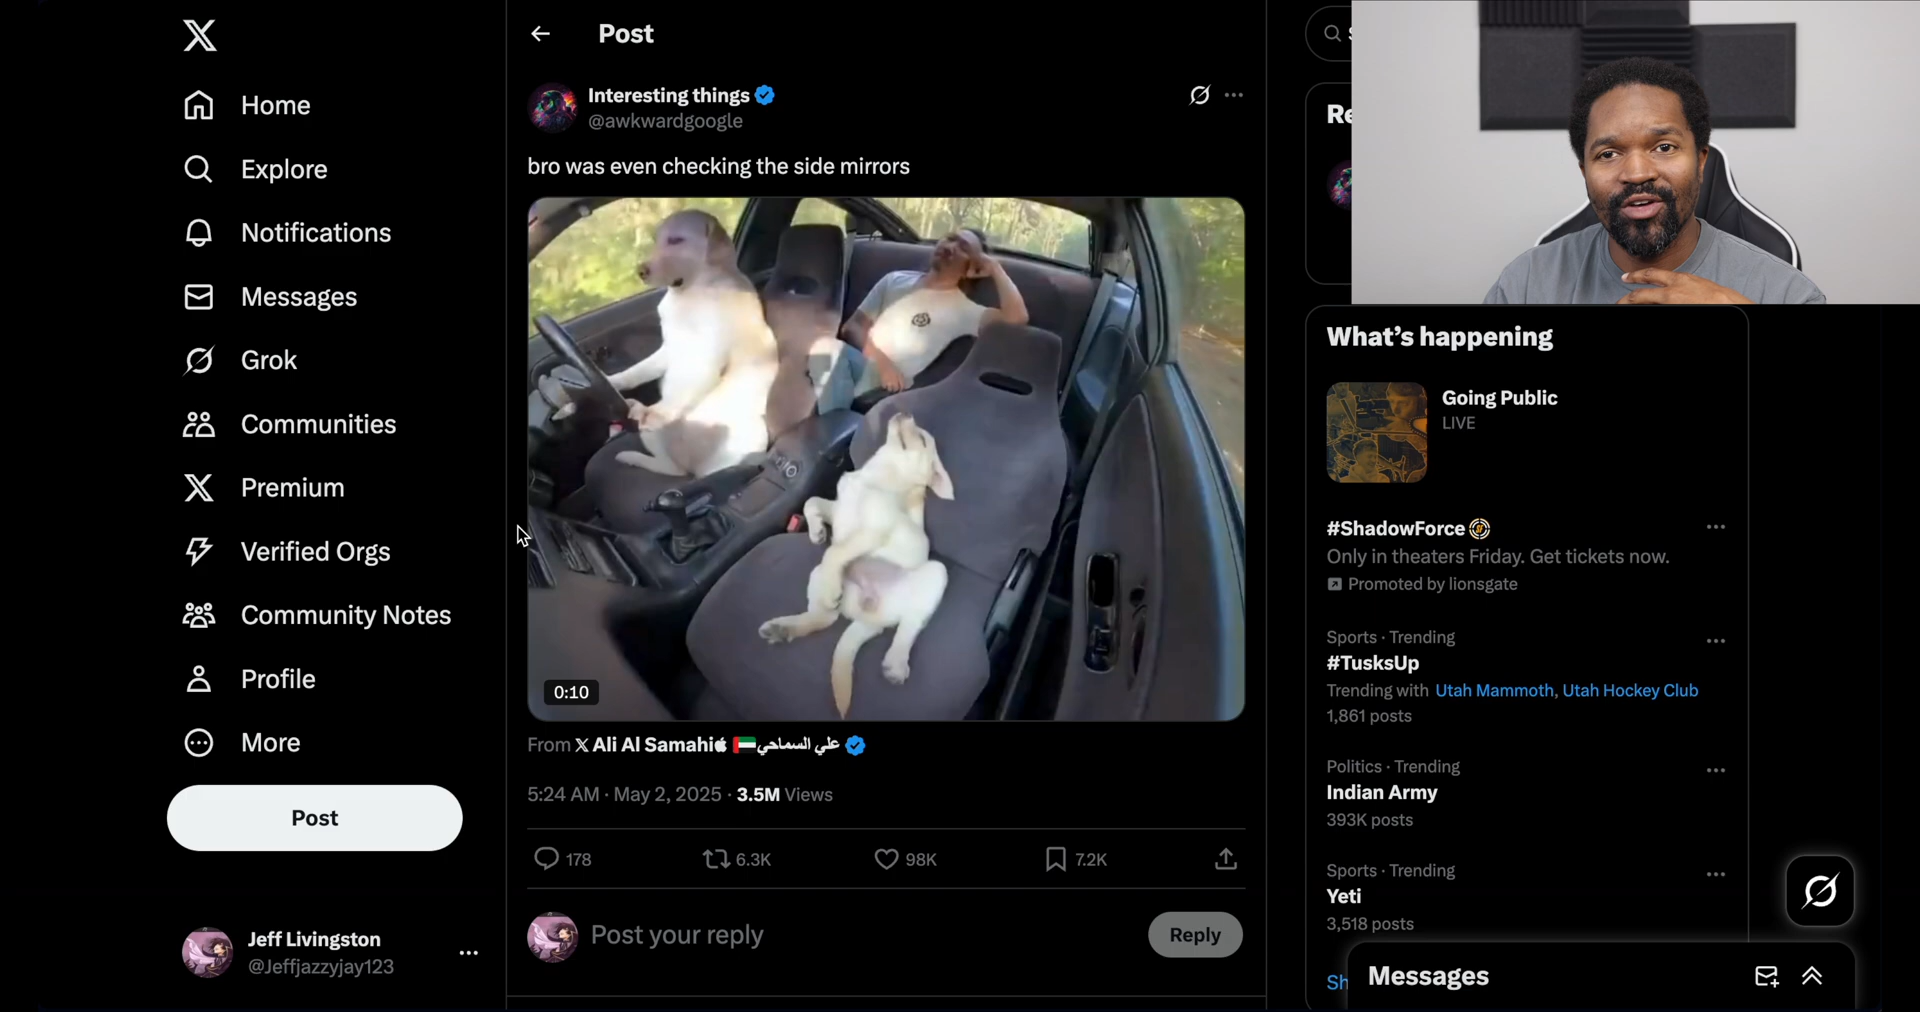 Home
Explore
Notifications
Messages
Grok
Communities
Premium
Verified Orgs
Community Notes
Profile
More
Post
Jeff Livingston
@Jeffjazzyjay123
Post
Interesting things
@awkwardgoogle
bro was even checking the side mirrors
0:10
From X Ali Al Samahi علي السماحي
5:24 AM · May 2, 2025 · 3.5M Views
178 6.3K 98K 7.2K
Post your reply
Reply
What's happening
Going Public
LIVE
#ShadowForce
Only in theaters Friday. Get tickets now.
Promoted by lionsgate
Sports · Trending
#TusksUp
Trending with Utah Mammoth, Utah Hockey Club
1,861 posts
Politics · Trending
Indian Army
393K posts
Sports · Trending
Yeti
3,518 posts
Messages